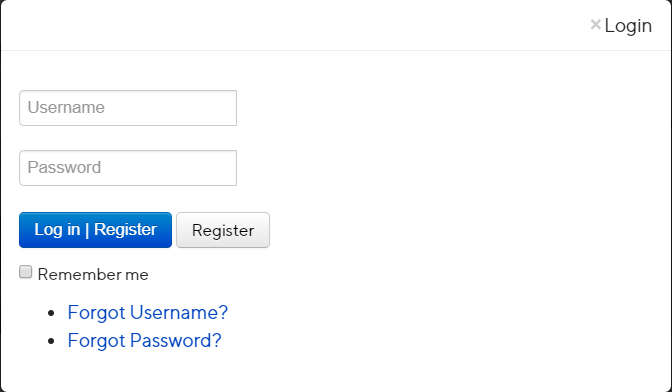 × Login
Username
Password
Log in | Register Register
Remember me
Forgot Username?
Forgot Password?